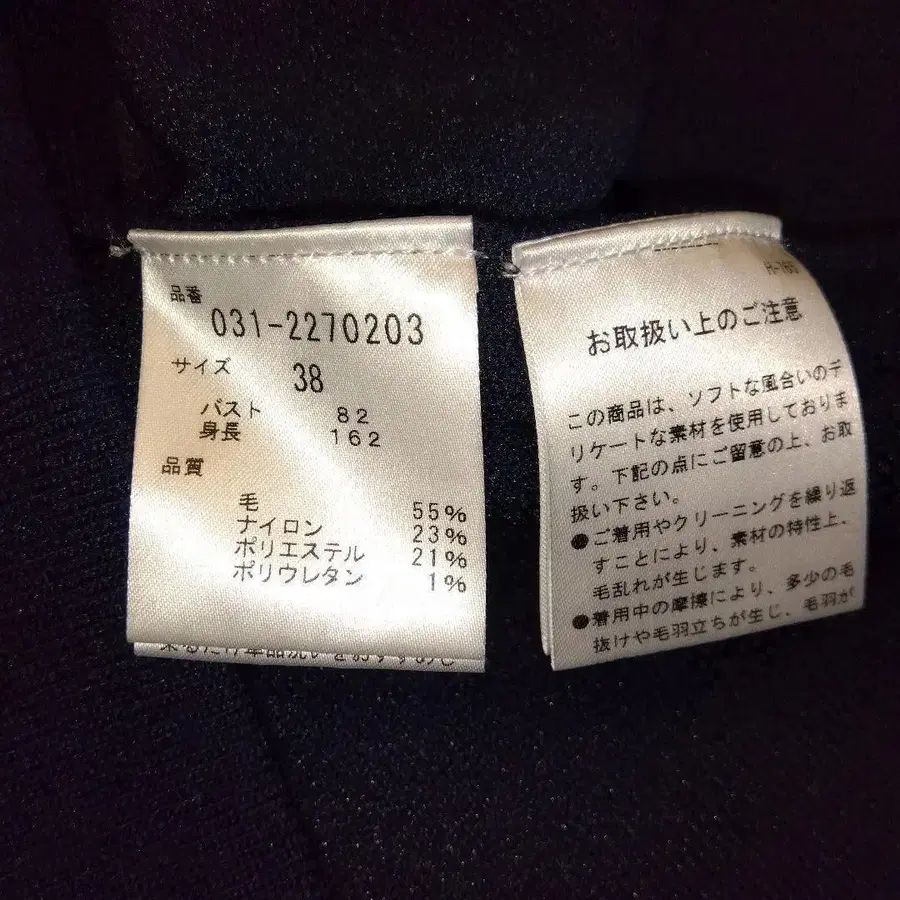 品番
031-2270203
サイズ 38
バスト 82
身長 162
品質
毛 55%
ナイロン 23%
ポリエステル 21%
ポリウレタン 1%
お取扱い上のご注意
この商品は、ソフトな風合いのデ
リケートな素材を使用しておりま
す。下記の点にご留意の上、お取
扱い下さい。
●ご着用やクリーニングを繰り返
すことにより、素材の特性上、
毛乱れが生じます。
●着用中の摩擦により、多少の毛
抜けや毛羽立ちが生じ、毛羽が